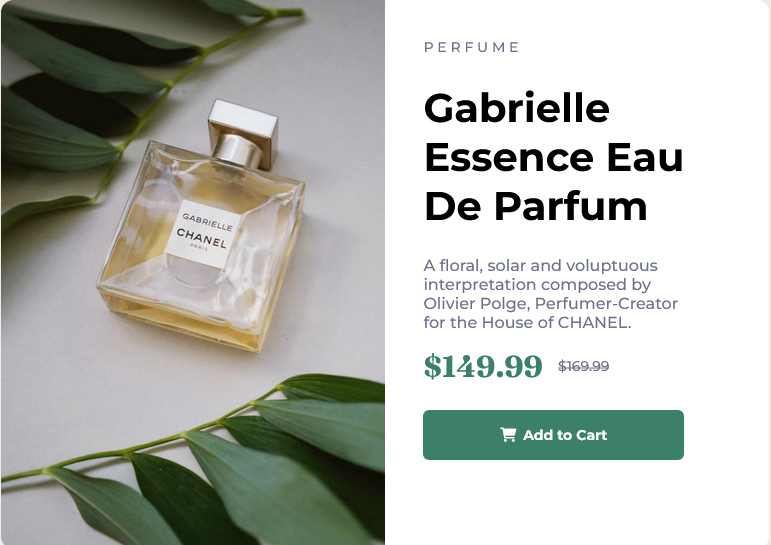 GABRIELLE
CHANEL
PARIS
PERFUME
Gabrielle
Essence Eau
De Parfum
A floral, solar and voluptuous
interpretation composed by
Olivier Polge, Perfumer-Creator
for the House of CHANEL.
$149.99 $169.99
Add to Cart